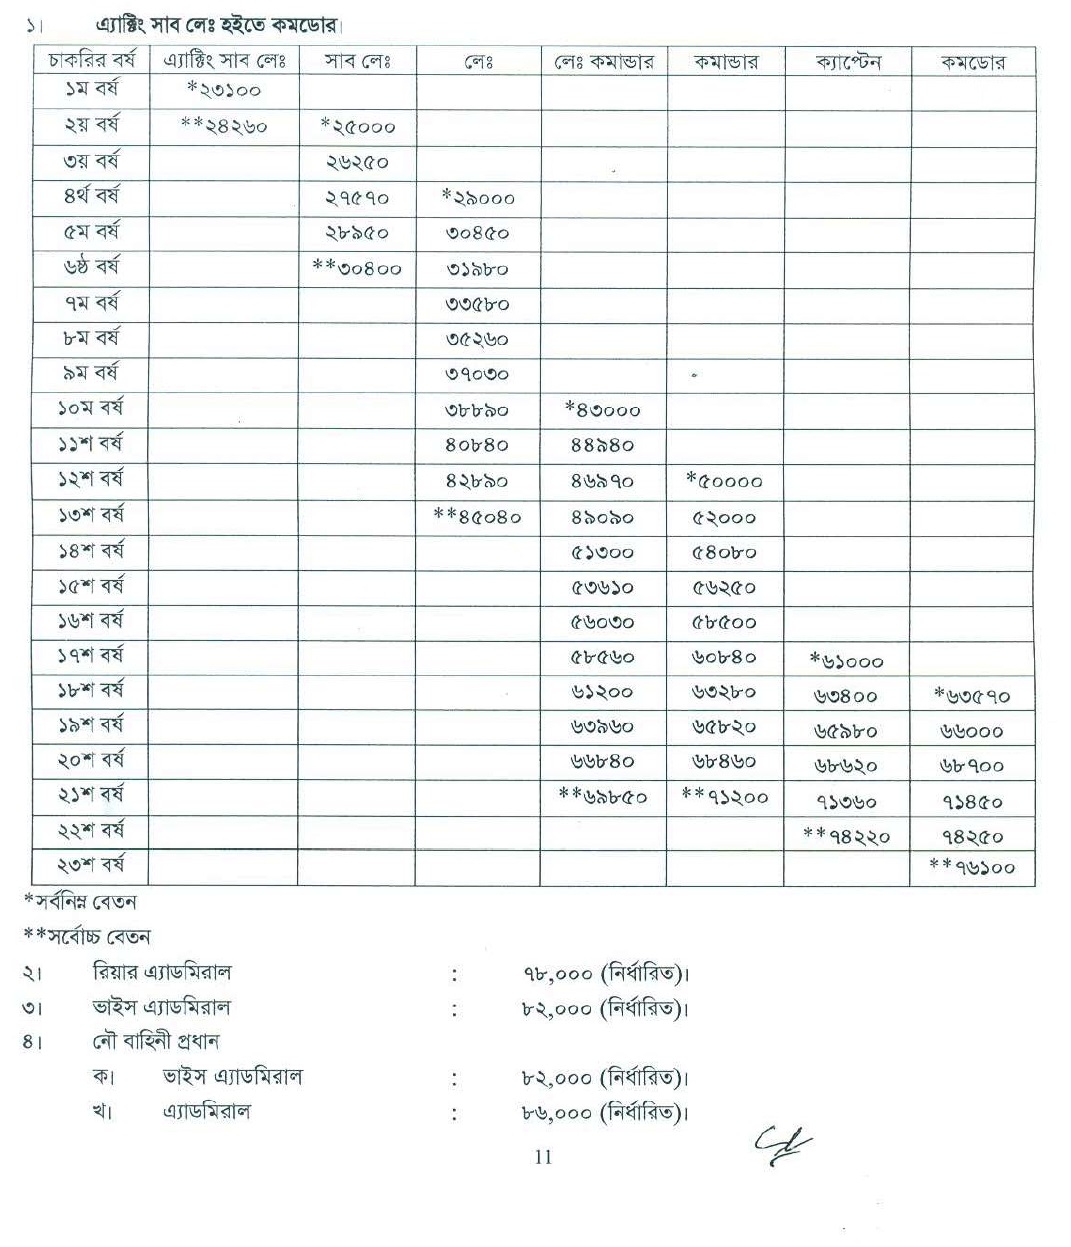 ১। এ্যাক্টিং সাব লেঃ হইতে কমডোর।
চাকরির বর্ষ এ্যাক্টিং সাব লেঃ সাব লেঃ লেঃ লেঃ কমান্ডার কমান্ডার ক্যাপ্টেন কমডোর
১ম বর্ষ *২৩১০০
২য় বর্ষ **২৪২৬০ *২৫০০০
৩য় বর্ষ ২৬২৫০
৪র্থ বর্ষ ২৭৫৭০ *২৯০০০
৫ম বর্ষ ২৮৯৫০ ৩০৪৫০
৬ষ্ঠ বর্ষ **৩০৪০০ ৩১৯৮০
৭ম বর্ষ ৩৩৫৮০
৮ম বর্ষ ৩৫২৬০
৯ম বর্ষ ৩৭০৩০
১০ম বর্ষ ৩৮৮৯০ *৪৩০০০
১১শ বর্ষ ৪০৮৪০ ৪৪৯৪০
১২শ বর্ষ ৪২৮৯০ ৪৬৯৭০ *৫০০০০
১৩শ বর্ষ **৪৫০৪০ ৪৯০৯০ ৫২০০০
১৪শ বর্ষ ৫১৩০০ ৫৪০৮০
১৫শ বর্ষ ৫৩৬১০ ৫৬২৫০
১৬শ বর্ষ ৫৬০৩০ ৫৮৫০০
১৭শ বর্ষ ৫৮৫৬০ ৬০৮৪০ *৬১০০০
১৮শ বর্ষ ৬১২০০ ৬৩২৮০ ৬৩৪০০ *৬৩৫৭০
১৯শ বর্ষ ৬৩৯৬০ ৬৫৮২০ ৬৫৯৮০ ৬৬০০০
২০শ বর্ষ ৬৬৮৪০ ৬৮৪৬০ ৬৮৬২০ ৬৮৭০০
২১শ বর্ষ **৬৯৮৫০ **৭১২০০ ৭১৩৬০ ৭১৪৫০
২২শ বর্ষ **৭৪২২০ ৭৪২৫০
২৩শ বর্ষ **৭৬১০০
*সর্বনিম্ন বেতন
**সর্বোচ্চ বেতন
২। রিয়ার এ্যাডমিরাল : ৭৮,০০০ (নির্ধারিত)।
৩। ভাইস এ্যাডমিরাল : ৮২,০০০ (নির্ধারিত)।
৪। নৌ বাহিনী প্রধান
ক। ভাইস এ্যাডমিরাল : ৮২,০০০ (নির্ধারিত)।
খ। এ্যাডমিরাল : ৮৬,০০০ (নির্ধারিত)।
11